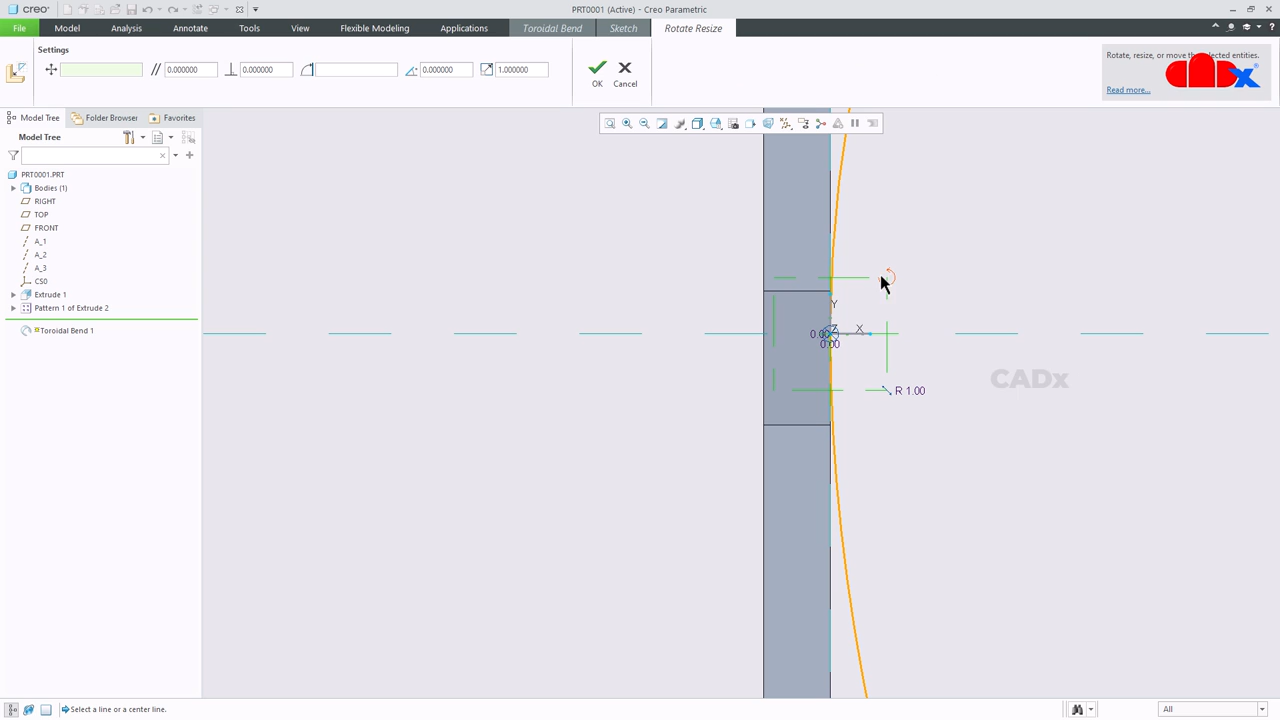 creo
PRT0001 (Active) - Creo Parametric
File Model Analysis Annotate Tools View Flexible Modeling Applications Toroidal Bend Sketch Rotate Resize
Settings
0.000000 0.000000 0.000000 1.000000
OK Cancel
Rotate, resize, or move the selected entities.
Read more...
CADx
Model Tree Folder Browser Favorites
Model Tree
PRT0001.PRT
Bodies (1)
RIGHT
TOP
FRONT
A_1
A_2
A_3
CS0
Extrude 1
Pattern 1 of Extrude 2
Toroidal Bend 1
Y
0.00 Z X
0.00
R 1.00
CADx
Select a line or a center line.
All